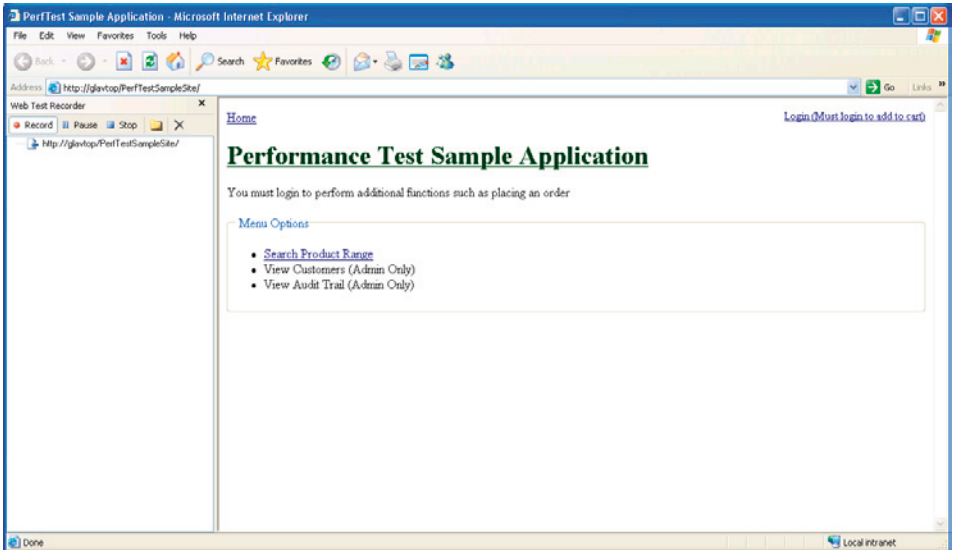 PerfTest Sample Application - Microsoft Internet Explorer
File Edit View Favorites Tools Help
Back Search Favorites
Address http://glavtop/PerfTestSampleSite/ Go Links »
Web Test Recorder x
Record Pause Stop
http://glavtop/PerfTestSampleSite/
Home Login (Must login to add to cart)
Performance Test Sample Application
You must login to perform additional functions such as placing an order
Menu Options
• Search Product Range
• View Customers (Admin Only)
• View Audit Trail (Admin Only)
Done Local intranet